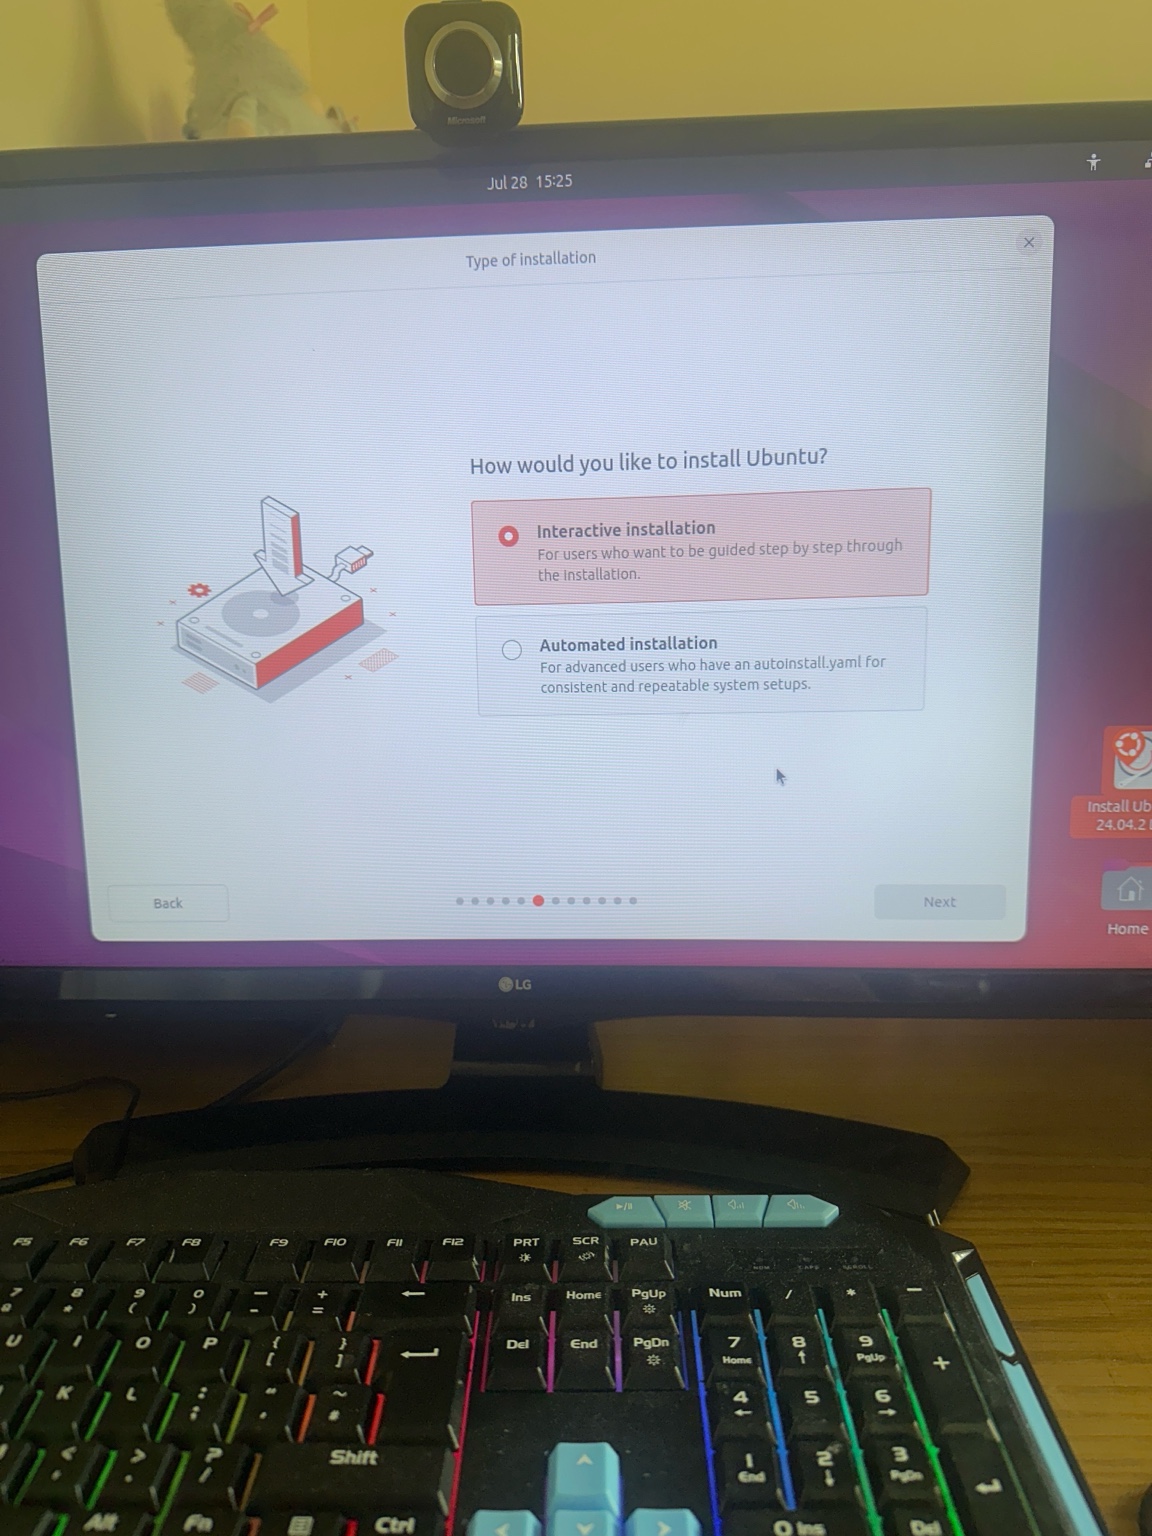 Microsoft
Jul 28 15:25
Type of installation
How would you like to install Ubuntu?
Interactive installation
For users who want to be guided step by step through
the installation.
Automated installation
For advanced users who have an autoinstall.yaml for
consistent and repeatable system setups.
Install Ub
24.04.2
Home
Back
Next
LG
F5 F6 F7 F8 F9 F10 F11 F12 PRT SCR PAU
7 8 * 9 ( 0 ) - + = Ins Home PgUp Num / * -
U I O P { [ } ] Del End PgDn 7 Home 8 9 PgUp +
K L : ; ~ # 4 5 6
< , > . ? / Shift 1 End 2 3 PgDn
Alt Fn Ctrl 0 Ins Del